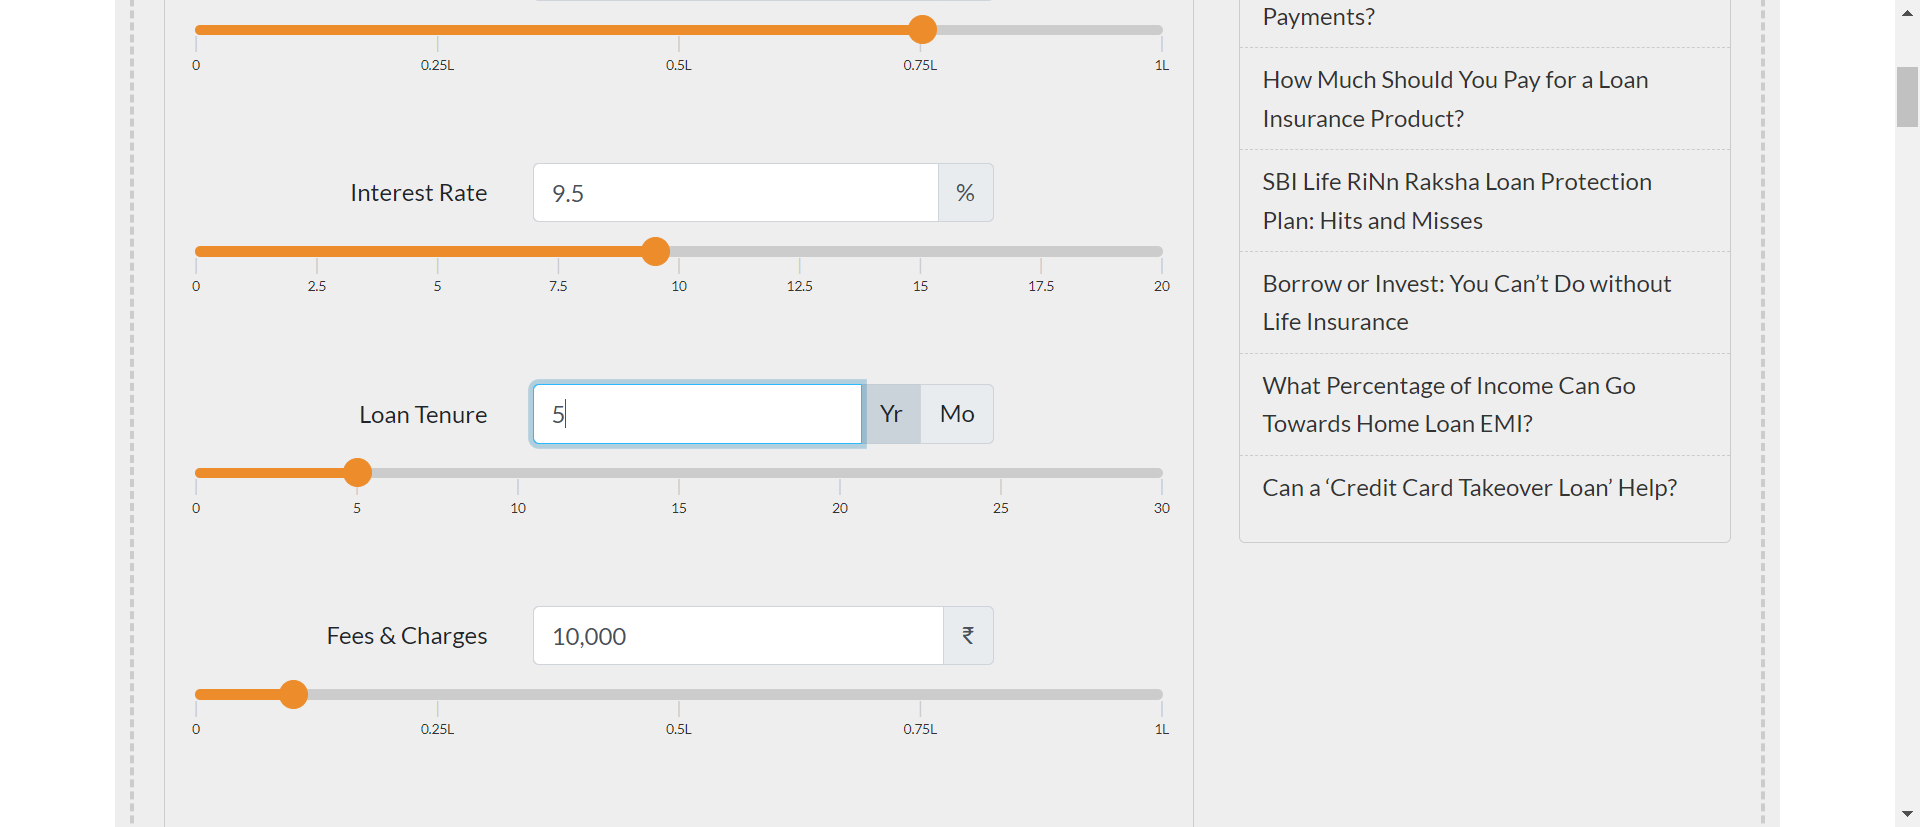 0 0.25L 0.5L 0.75L 1L
Interest Rate 9.5 %
0 2.5 5 7.5 10 12.5 15 17.5 20
Loan Tenure 5 Yr Mo
0 5 10 15 20 25 30
Fees & Charges 10,000 ₹
0 0.25L 0.5L 0.75L 1L
Payments?
How Much Should You Pay for a Loan
Insurance Product?
SBI Life RiNn Raksha Loan Protection
Plan: Hits and Misses
Borrow or Invest: You Can’t Do without
Life Insurance
What Percentage of Income Can Go
Towards Home Loan EMI?
Can a ‘Credit Card Takeover Loan’ Help?